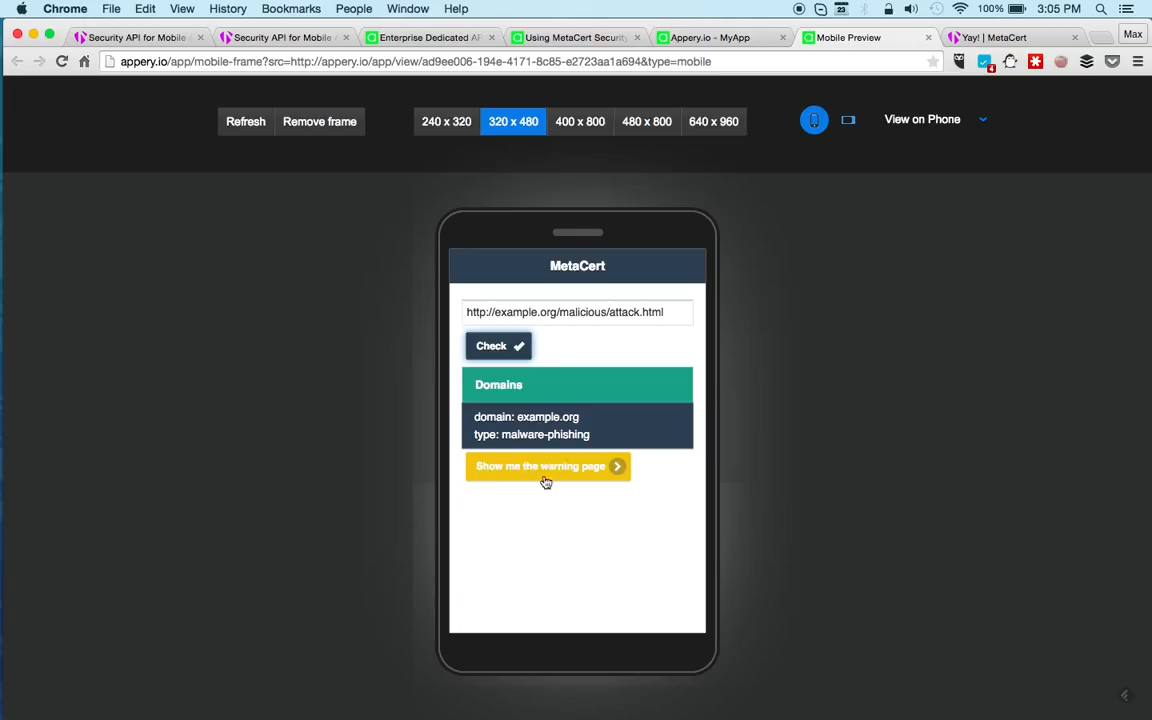 Chrome File Edit View History Bookmarks People Window Help 23 100% 3:05 PM
Security API for Mobile Security API for Mobile Enterprise Dedicated AP Using MetaCert Security Appery.io - MyApp Mobile Preview Yay! | MetaCert Max
appery.io/app/mobile-frame?src=http://appery.io/app/view/ad9ee006-194e-4171-8c85-e2723aa1a694&type=mobile 4
Refresh Remove frame 240 x 320 320 x 480 400 x 800 480 x 800 640 x 960 View on Phone
MetaCert
http://example.org/malicious/attack.html
Check
Domains
domain: example.org
type: malware-phishing
Show me the warning page